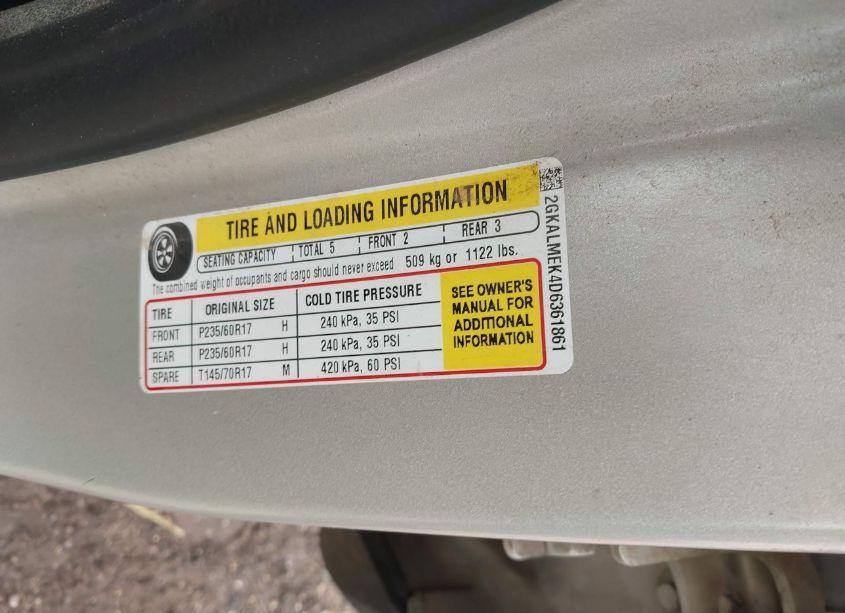 TIRE AND LOADING INFORMATION
SEATING CAPACITY TOTAL 5 FRONT 2 REAR 3
The combined weight of occupants and cargo should never exceed 509 kg or 1122 lbs.
TIRE ORIGINAL SIZE COLD TIRE PRESSURE
FRONT P235/60R17 H 240 kPa, 35 PSI
REAR P235/60R17 H 240 kPa, 35 PSI
SPARE T145/70R17 M 420 kPa, 60 PSI
SEE OWNER'S
MANUAL FOR
ADDITIONAL
INFORMATION
2GKALMEK4D6361861